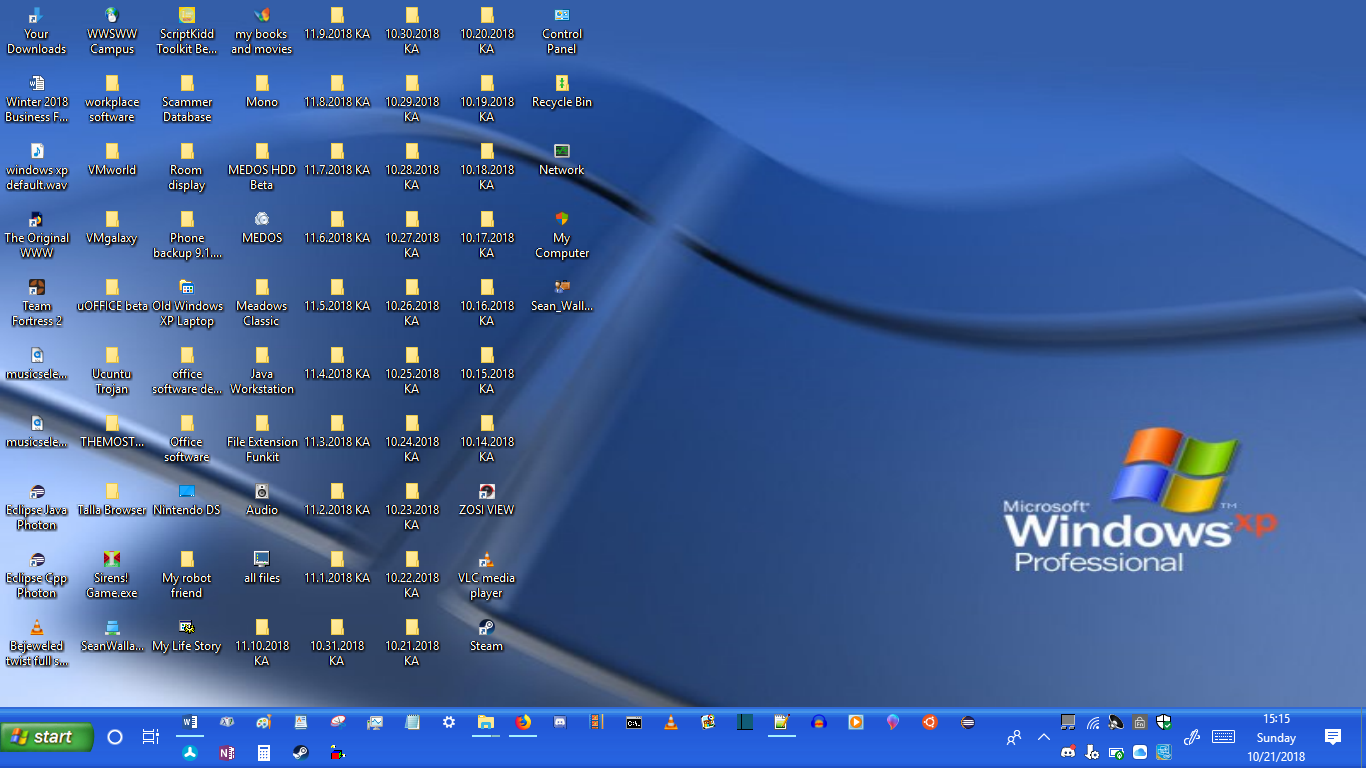 Your
Downloads
WWSWW
Campus
ScriptKidd
Toolkit Be...
my books
and movies
11.9.2018 KA
10.30.2018
KA
10.20.2018
KA
Control
Panel
Winter 2018
Business F...
workplace
software
Scammer
Database
Mono
11.8.2018 KA
10.29.2018
KA
10.19.2018
KA
Recycle Bin
windows xp
default.wav
VMworld
Room
display
MEDOS HDD
Beta
11.7.2018 KA
10.28.2018
KA
10.18.2018
KA
Network
The Original
WWW
VMgalaxy
Phone
backup 9.1....
MEDOS
11.6.2018 KA
10.27.2018
KA
10.17.2018
KA
My
Computer
Team
Fortress 2
uOFFICE beta
Old Windows
XP Laptop
Meadows
Classic
11.5.2018 KA
10.26.2018
KA
10.16.2018
KA
Sean_Wall...
musicsele...
Ucuntu
Trojan
office
software de...
Java
Workstation
11.4.2018 KA
10.25.2018
KA
10.15.2018
KA
musicsele...
THEMOST...
Office
software
File Extension
Funkit
11.3.2018 KA
10.24.2018
KA
10.14.2018
KA
Eclipse Java
Photon
Talla Browser
Nintendo DS
Audio
11.2.2018 KA
10.23.2018
KA
ZOSI VIEW
Eclipse Cpp
Photon
Sirens!
Game.exe
My robot
friend
all files
11.1.2018 KA
10.22.2018
KA
VLC media
player
Bejeweled
twist full s...
SeanWalla...
My Life Story
11.10.2018
KA
10.31.2018
KA
10.21.2018
KA
Steam
Microsoft®
Windows xp
TM
Professional
start
15:15
Sunday
10/21/2018